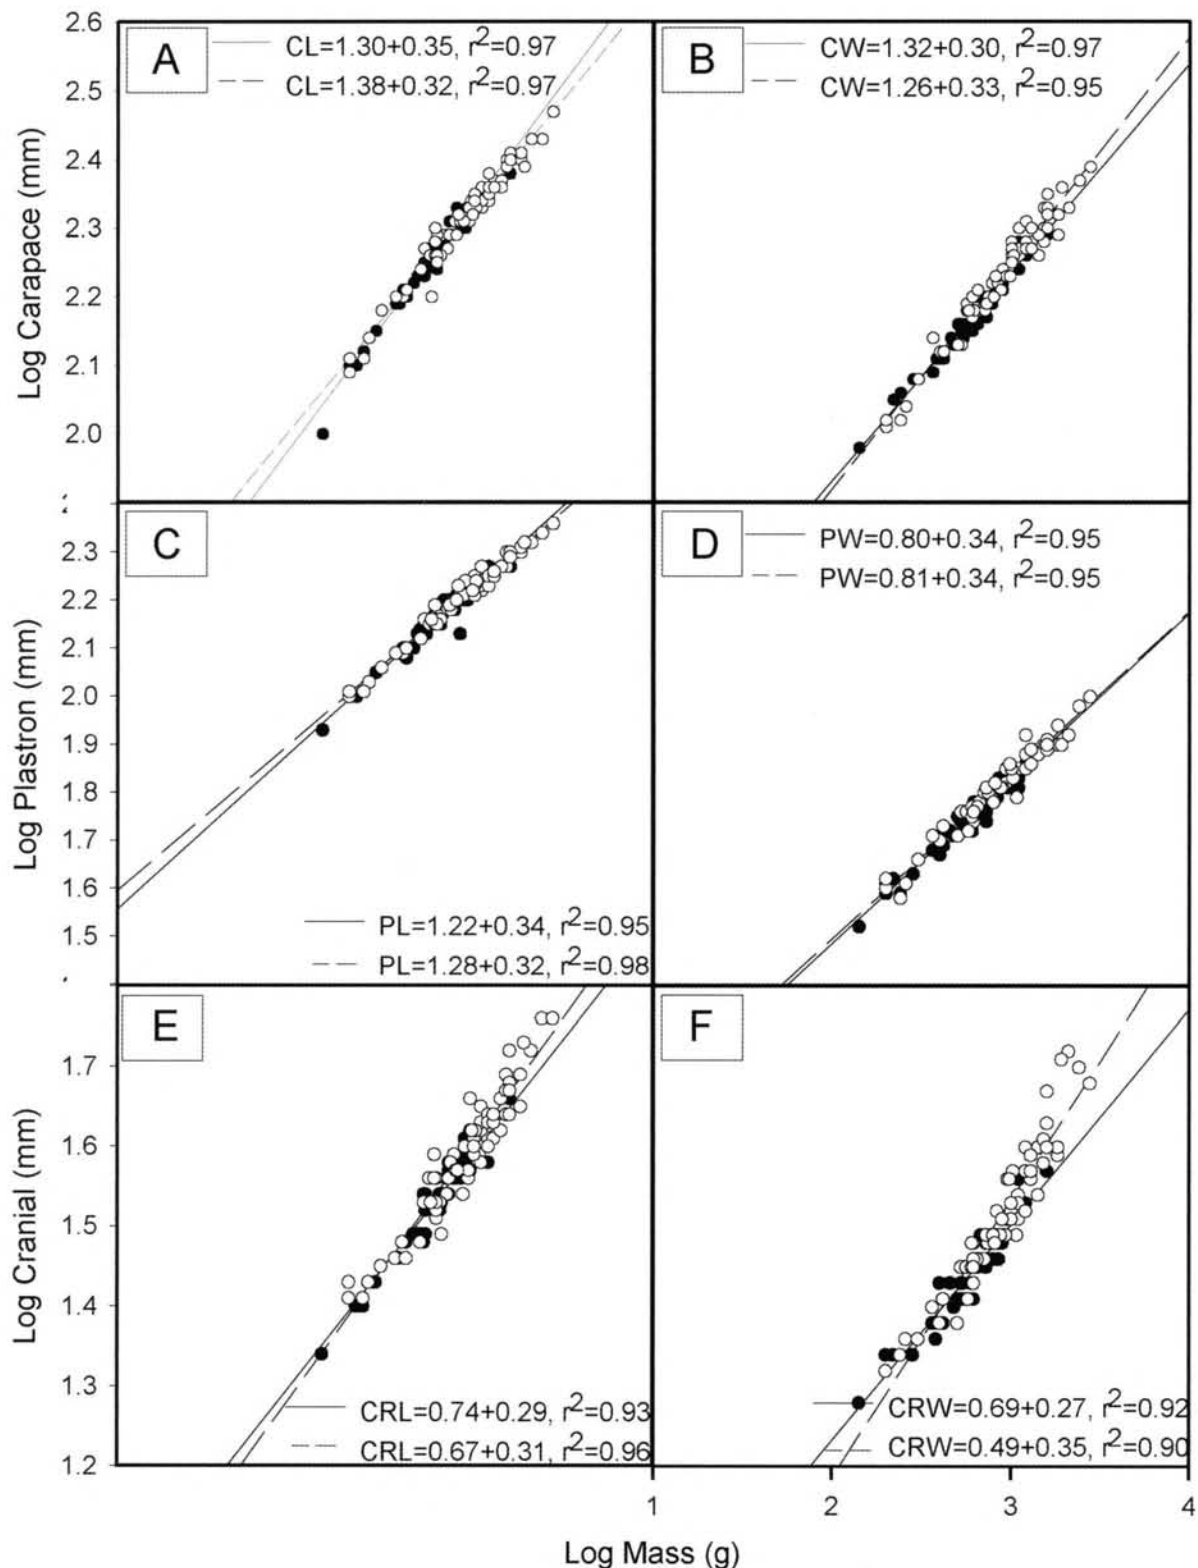 2.6
A
CL=1.30+0.35, r2=0.97
CL=1.38+0.32, r2=0.97
B
CW=1.32+0.30, r2=0.97
CW=1.26+0.33, r2=0.95
2.5
2.4
2.3
2.2
2.1
2.0
Log Carapace (mm)
C
D
PW=0.80+0.34, r2=0.95
PW=0.81+0.34, r2=0.95
2.3
2.2
2.1
2.0
1.9
1.8
1.7
1.6
1.5
Log Plastron (mm)
PL=1.22+0.34, r2=0.95
PL=1.28+0.32, r2=0.98
E
F
1.7
1.6
1.5
1.4
1.3
1.2
Log Cranial (mm)
CRL=0.74+0.29, r2=0.93
CRL=0.67+0.31, r2=0.96
CRW=0.69+0.27, r2=0.92
CRW=0.49+0.35, r2=0.90
1 2 3 4
Log Mass (g)